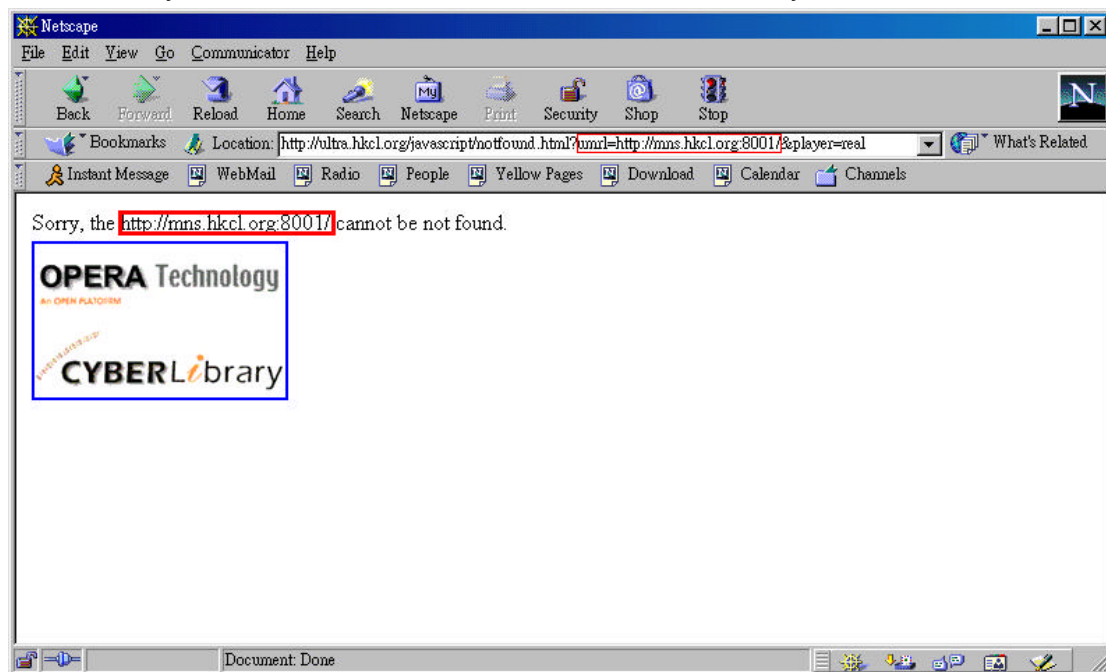 Netscape
File Edit View Go Communicator Help
Back Forward Reload Home Search Netscape Print Security Shop Stop
My
N
Bookmarks Location: http://ultra.hkcl.org/javascript/notfound.html?umrl=http://mns.hkcl.org:8001/&player=real What's Related
Instant Message WebMail Radio People Yellow Pages Download Calendar Channels
Sorry, the http://mns.hkcl.org:8001/ cannot be not found.
OPERA Technology
An OPEN PLATOFRM
CYBERLibrary
Document: Done